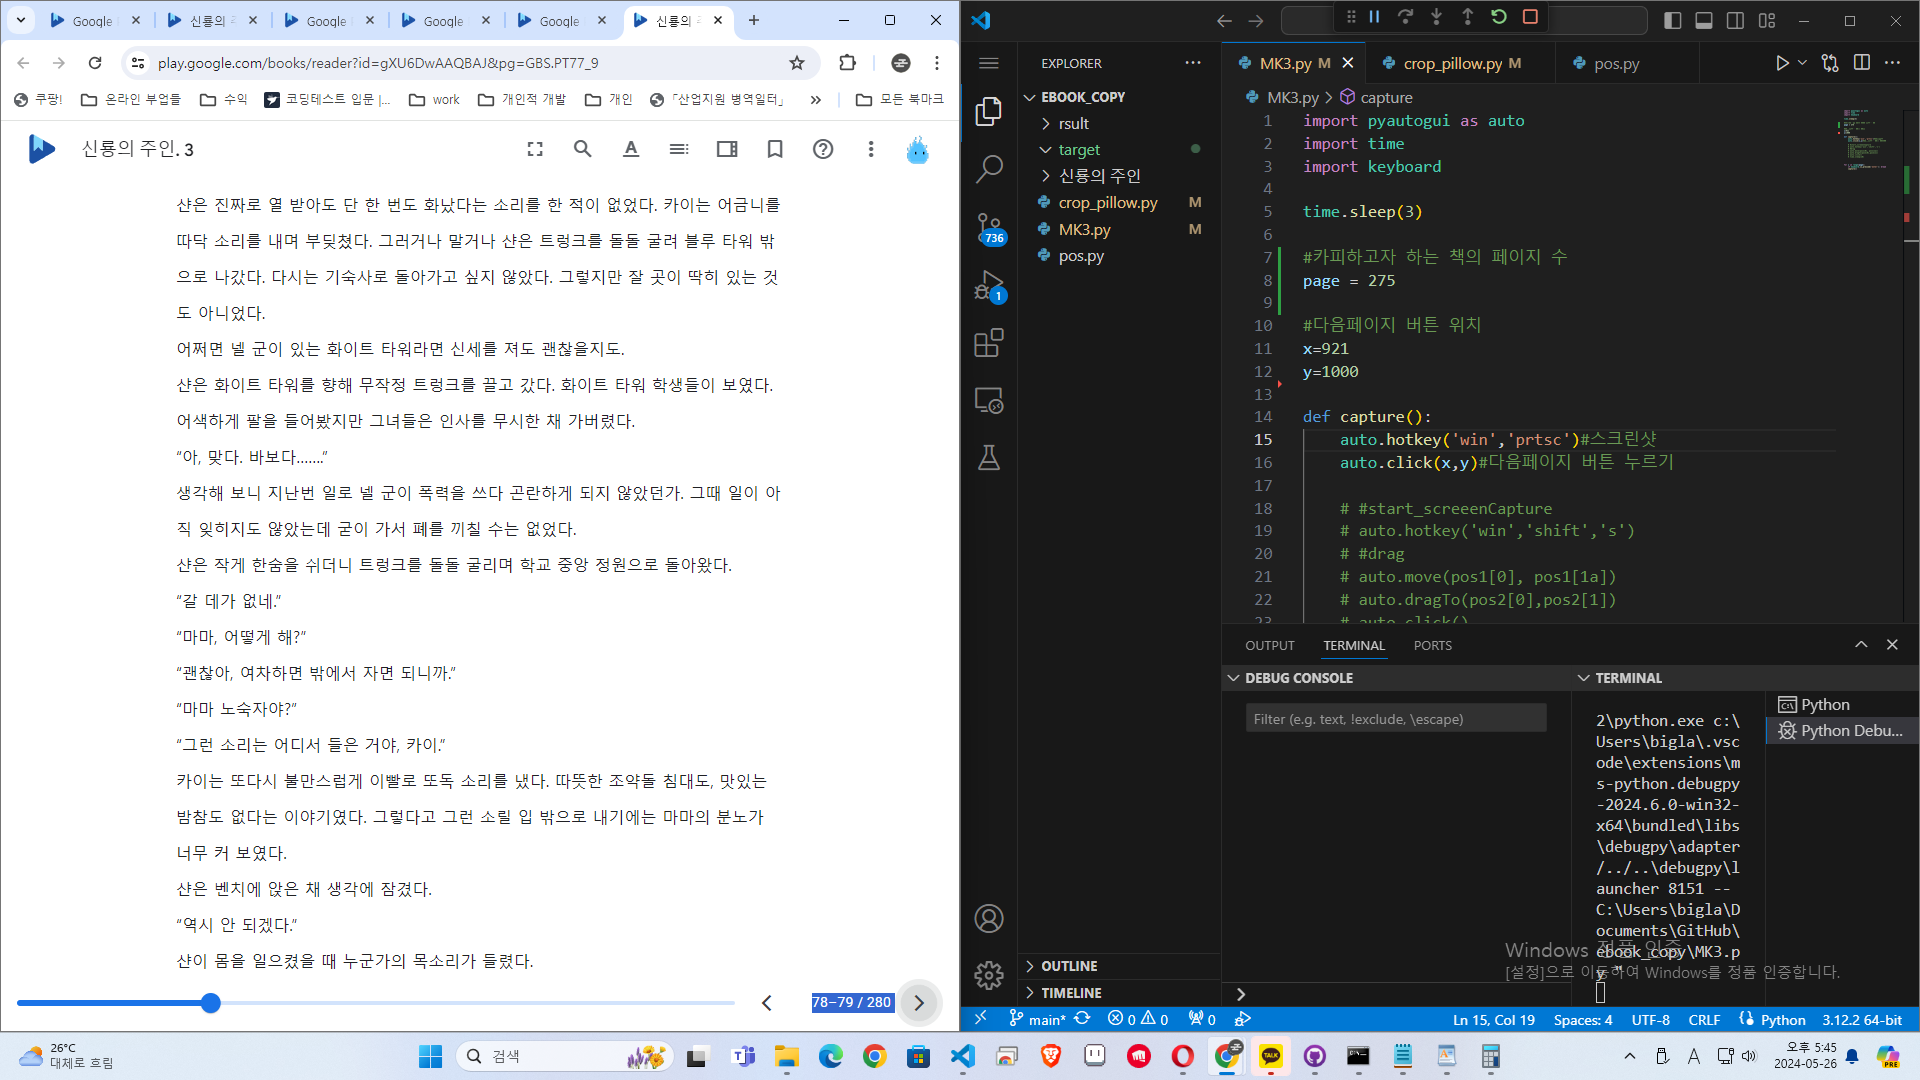 Google
신룡의 주
Google
Google
Google
신룡의 주
play.google.com/books/reader?id=gXU6DwAAQBAJ&pg=GBS.PT77_9
쿠팡!
온라인 부업들
수익
코딩테스트 입문 |...
work
개인적 개발
개인
「산업지원 병역일터」
»
모든 북마크
신룡의 주인. 3
샨은 진짜로 열 받아도 단 한 번도 화났다는 소리를 한 적이 없었다. 카이는 어금니를
따닥 소리를 내며 부딪쳤다. 그러거나 말거나 샨은 트렁크를 돌돌 굴려 블루 타워 밖
으로 나갔다. 다시는 기숙사로 돌아가고 싶지 않았다. 그렇지만 잘 곳이 딱히 있는 것
도 아니었다.
어쩌면 넬 군이 있는 화이트 타워라면 신세를 져도 괜찮을지도.
샨은 화이트 타워를 향해 무작정 트렁크를 끌고 갔다. 화이트 타워 학생들이 보였다.
어색하게 팔을 들어봤지만 그녀들은 인사를 무시한 채 가버렸다.
“아, 맞다. 바보다…….”
생각해 보니 지난번 일로 넬 군이 폭력을 쓰다 곤란하게 되지 않았던가. 그때 일이 아
직 잊히지도 않았는데 굳이 가서 폐를 끼칠 수는 없었다.
샨은 작게 한숨을 쉬더니 트렁크를 돌돌 굴리며 학교 중앙 정원으로 돌아왔다.
“갈 데가 없네.”
“마마, 어떻게 해?”
“괜찮아, 여차하면 밖에서 자면 되니까.”
“마마 노숙자야?”
“그런 소리는 어디서 들은 거야, 카이.”
카이는 또다시 불만스럽게 이빨로 또독 소리를 냈다. 따뜻한 조약돌 침대도, 맛있는
밤참도 없다는 이야기였다. 그렇다고 그런 소릴 입 밖으로 내기에는 마마의 분노가
너무 커 보였다.
샨은 벤치에 앉은 채 생각에 잠겼다.
“역시 안 되겠다.”
샨이 몸을 일으켰을 때 누군가의 목소리가 들렸다.
78–79 / 280
EXPLORER
EBOOK_COPY
rsult
target
신룡의 주인
crop_pillow.py M
MK3.py M
pos.py
736
1
OUTLINE
TIMELINE
MK3.py M
crop_pillow.py M
pos.py
MK3.py > capture
1 import pyautogui as auto
2 import time
3 import keyboard
4
5 time.sleep(3)
6
7 #카피하고자 하는 책의 페이지 수
8 page = 275
9
10 #다음페이지 버튼 위치
11 x=921
12 y=1000
13
14 def capture():
15 auto.hotkey('win','prtsc')#스크린샷
16 auto.click(x,y)#다음페이지 버튼 누르기
17
18 # #start_screeenCapture
19 # auto.hotkey('win','shift','s')
20 # #drag
21 # auto.move(pos1[0], pos1[1a])
22 # auto.dragTo(pos2[0],pos2[1])
23 # auto.click()
OUTPUT
TERMINAL
PORTS
DEBUG CONSOLE
Filter (e.g. text, !exclude, \escape)
TERMINAL
2\python.exe c:\
Users\bigla\.vsc
ode\extensions\m
s-python.debugpy
-2024.6.0-win32-
x64\bundled\libs
\debugpy\adapter
/../..\debugpy\l
auncher 8151 --
C:\Users\bigla\D
ocuments\GitHub\
ebook_copy\MK3.p
y "
Python
Python Debu...
Windows 정품 인증
[설정]으로 이동하여 Windows를 정품 인증합니다.
main*
0 0
0
Ln 15, Col 19
Spaces: 4
UTF-8
CRLF
Python
3.12.2 64-bit
26°C
대체로 흐림
검색
TALK
A
오후 5:45
2024-05-26
PRE